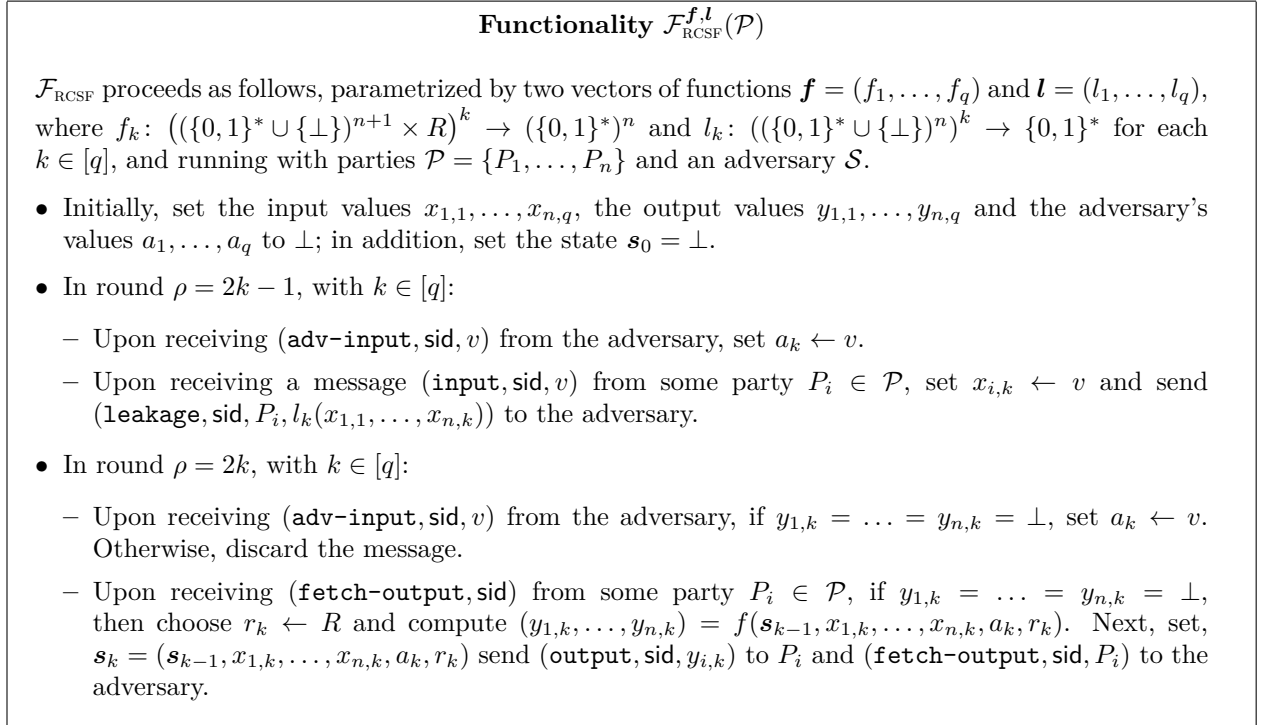 Functionality $\mathcal{F}_{\text{RCSF}}^{\boldsymbol{f},\boldsymbol{l}}(\mathcal{P})$
$\mathcal{F}_{\text{RCSF}}$ proceeds as follows, parametrized by two vectors of functions $\boldsymbol{f} = (f_1, \ldots, f_q)$ and $\boldsymbol{l} = (l_1, \ldots, l_q)$,
where $f_k \colon \left( (\{0,1\}^* \cup \{\bot\})^{n+1} \times R \right)^k \to (\{0,1\}^*)^n$ and $l_k \colon ((\{0,1\}^* \cup \{\bot\})^n)^k \to \{0,1\}^*$ for each
$k \in [q]$, and running with parties $\mathcal{P} = \{P_1, \ldots, P_n\}$ and an adversary $\mathcal{S}$.
• Initially, set the input values $x_{1,1}, \ldots, x_{n,q}$, the output values $y_{1,1}, \ldots, y_{n,q}$ and the adversary's
values $a_1, \ldots, a_q$ to $\bot$; in addition, set the state $\boldsymbol{s}_0 = \bot$.
• In round $\rho = 2k - 1$, with $k \in [q]$:
– Upon receiving (adv-input, sid, $v$) from the adversary, set $a_k \leftarrow v$.
– Upon receiving a message (input, sid, $v$) from some party $P_i \in \mathcal{P}$, set $x_{i,k} \leftarrow v$ and send
(leakage, sid, $P_i, l_k(x_{1,1}, \ldots, x_{n,k})$) to the adversary.
• In round $\rho = 2k$, with $k \in [q]$:
– Upon receiving (adv-input, sid, $v$) from the adversary, if $y_{1,k} = \ldots = y_{n,k} = \bot$, set $a_k \leftarrow v$.
Otherwise, discard the message.
– Upon receiving (fetch-output, sid) from some party $P_i \in \mathcal{P}$, if $y_{1,k} = \ldots = y_{n,k} = \bot$,
then choose $r_k \leftarrow R$ and compute $(y_{1,k}, \ldots, y_{n,k}) = f(\boldsymbol{s}_{k-1}, x_{1,k}, \ldots, x_{n,k}, a_k, r_k)$. Next, set,
$\boldsymbol{s}_k = (\boldsymbol{s}_{k-1}, x_{1,k}, \ldots, x_{n,k}, a_k, r_k)$ send (output, sid, $y_{i,k}$) to $P_i$ and (fetch-output, sid, $P_i$) to the
adversary.